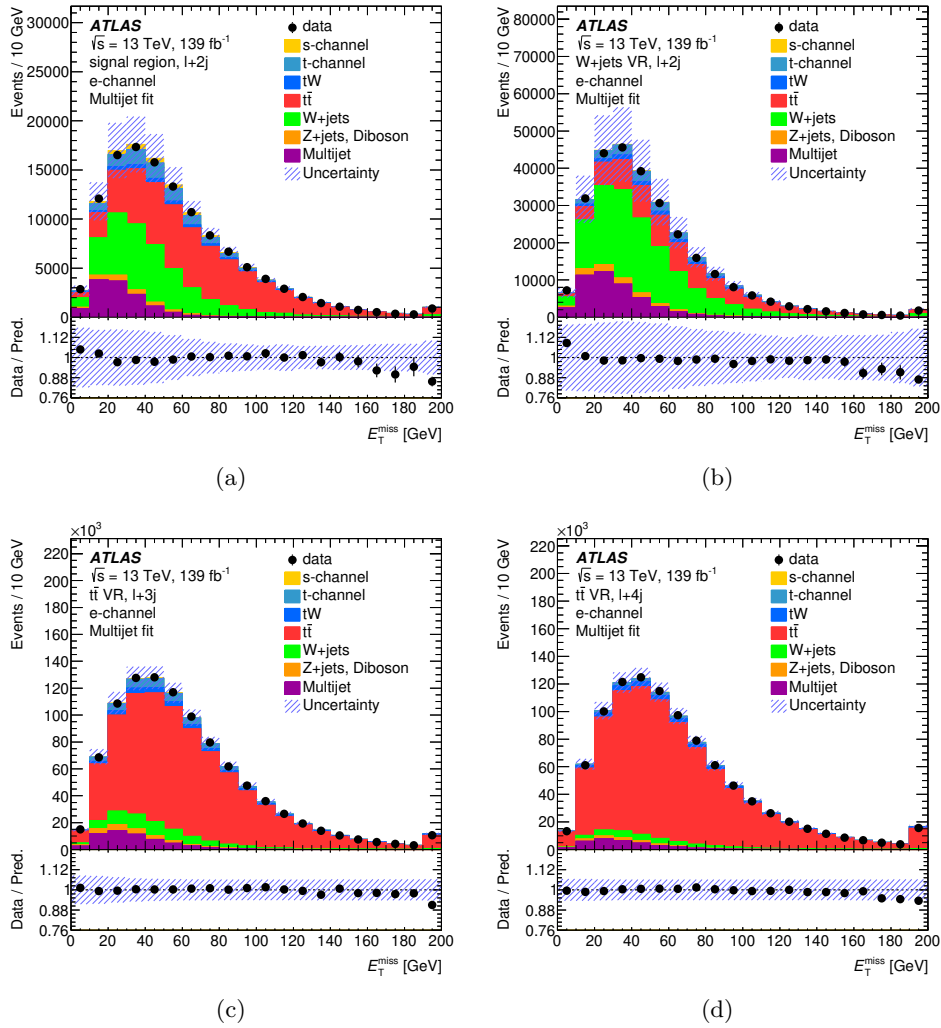 ATLAS
√s = 13 TeV, 139 fb⁻¹
signal region, l+2j
e-channel
Multijet fit
data
s-channel
t-channel
tW
tt̄
W+jets
Z+jets, Diboson
Multijet
Uncertainty
Events / 10 GeV
30000
25000
20000
15000
10000
5000
0
Data / Pred.
1.12
1
0.88
0.76
0 20 40 60 80 100 120 140 160 180 200
E_T^miss [GeV]
(a)
ATLAS
√s = 13 TeV, 139 fb⁻¹
W+jets VR, l+2j
e-channel
Multijet fit
data
s-channel
t-channel
tW
tt̄
W+jets
Z+jets, Diboson
Multijet
Uncertainty
Events / 10 GeV
80000
70000
60000
50000
40000
30000
20000
10000
0
Data / Pred.
1.12
1
0.88
0.76
0 20 40 60 80 100 120 140 160 180 200
E_T^miss [GeV]
(b)
×10³
ATLAS
√s = 13 TeV, 139 fb⁻¹
tt̄ VR, l+3j
e-channel
Multijet fit
data
s-channel
t-channel
tW
tt̄
W+jets
Z+jets, Diboson
Multijet
Uncertainty
Events / 10 GeV
220
200
180
160
140
120
100
80
60
40
20
0
Data / Pred.
1.12
1
0.88
0.76
0 20 40 60 80 100 120 140 160 180 200
E_T^miss [GeV]
(c)
×10³
ATLAS
√s = 13 TeV, 139 fb⁻¹
tt̄ VR, l+4j
e-channel
Multijet fit
data
s-channel
t-channel
tW
tt̄
W+jets
Z+jets, Diboson
Multijet
Uncertainty
Events / 10 GeV
220
200
180
160
140
120
100
80
60
40
20
0
Data / Pred.
1.12
1
0.88
0.76
0 20 40 60 80 100 120 140 160 180 200
E_T^miss [GeV]
(d)